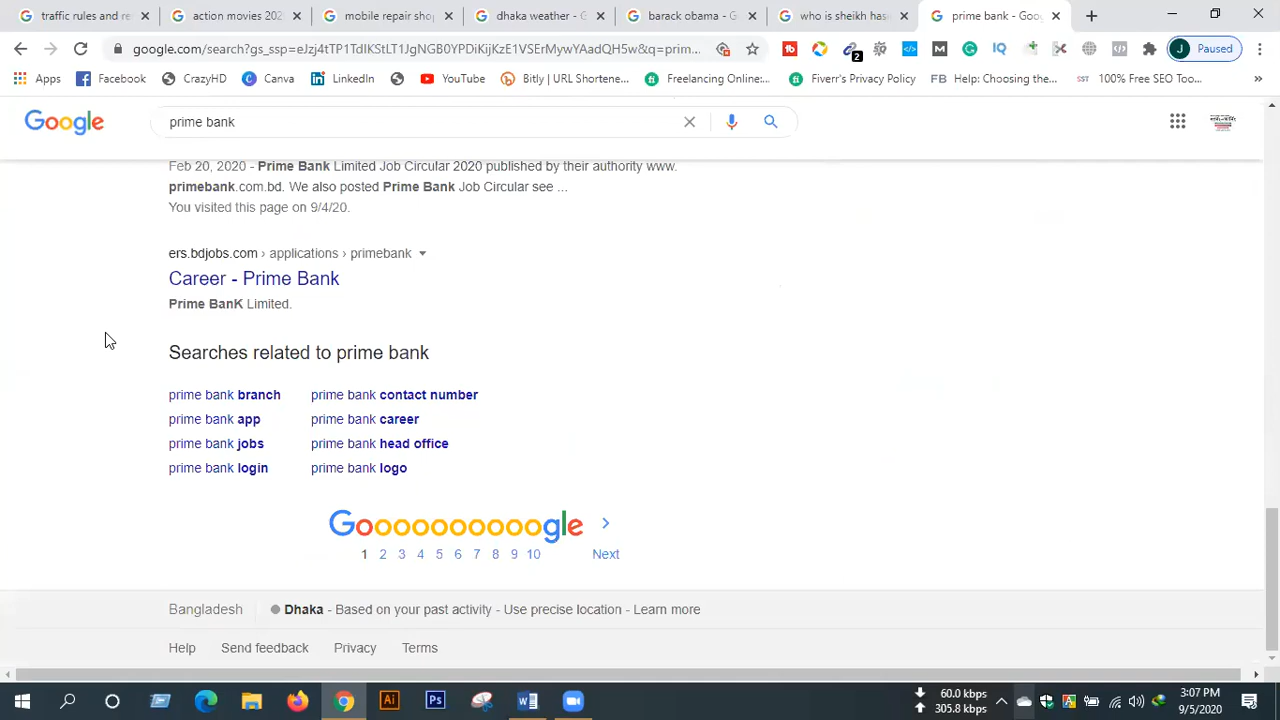 traffic rules and re
action movies 202
mobile repair sho
dhaka weather - G
barack obama - G
who is sheikh has
prime bank - Goo
google.com/search?gs_ssp=eJzj4tTP1TdIKStLT1JgNGB0YPDiKijKzE1VSErMywYAadQH5w&q=prim...
2
J Paused
Apps
Facebook
CrazyHD
Canva
LinkedIn
YouTube
Bitly | URL Shortene...
Freelancing Online:...
Fiverr's Privacy Policy
FB Help: Choosing the...
SST 100% Free SEO Too...
»
Google
prime bank
Feb 20, 2020 - Prime Bank Limited Job Circular 2020 published by their authority www.
primebank.com.bd. We also posted Prime Bank Job Circular see ...
You visited this page on 9/4/20.
ers.bdjobs.com › applications › primebank
Career - Prime Bank
Prime BanK Limited.
Searches related to prime bank
prime bank branch
prime bank contact number
prime bank app
prime bank career
prime bank jobs
prime bank head office
prime bank login
prime bank logo
Goooooooooogle
1 2 3 4 5 6 7 8 9 10 Next
Bangladesh
Dhaka - Based on your past activity - Use precise location - Learn more
Help Send feedback Privacy Terms
Ai
Ps
60.0 kbps
305.8 kbps
3:07 PM
9/5/2020